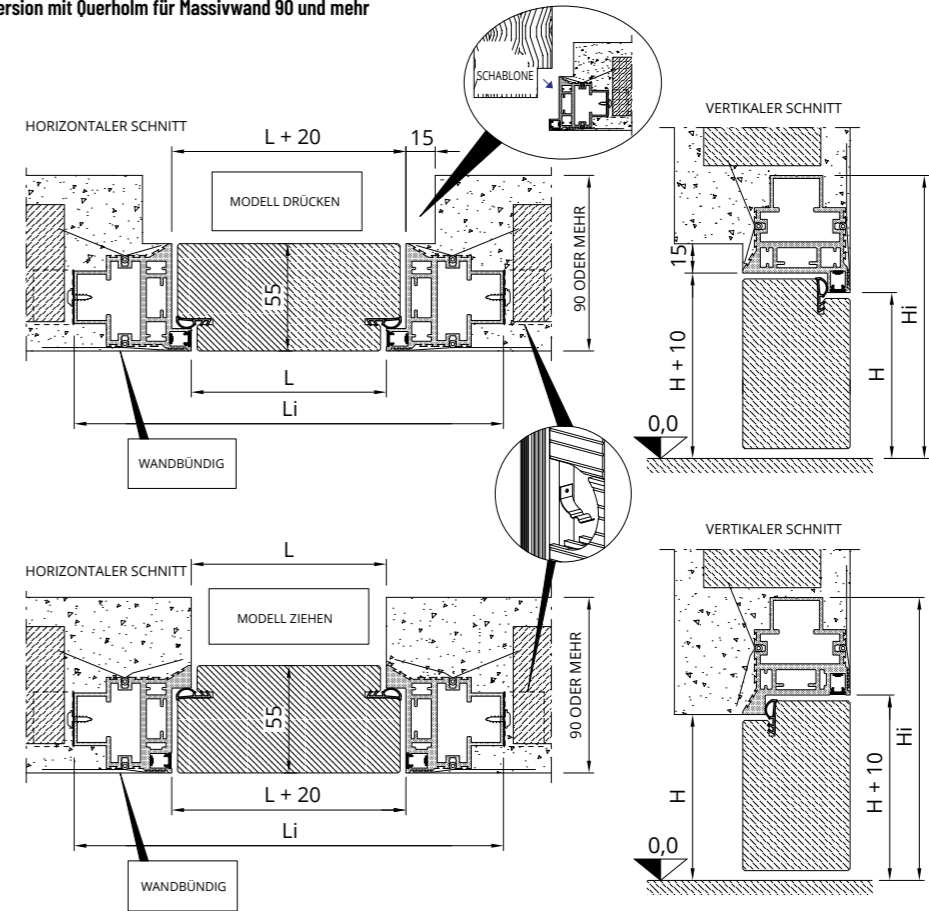 ersion mit Querholm für Massivwand 90 und mehr
SCHABLONE
HORIZONTALER SCHNITT
L + 20
15
MODELL DRÜCKEN
55
90 ODER MEHR
L
Li
WANDBÜNDIG
VERTIKALER SCHNITT
15
H + 10
H
Hi
0,0
HORIZONTALER SCHNITT
L
MODELL ZIEHEN
55
90 ODER MEHR
L + 20
Li
WANDBÜNDIG
VERTIKALER SCHNITT
H
H + 10
Hi
0,0